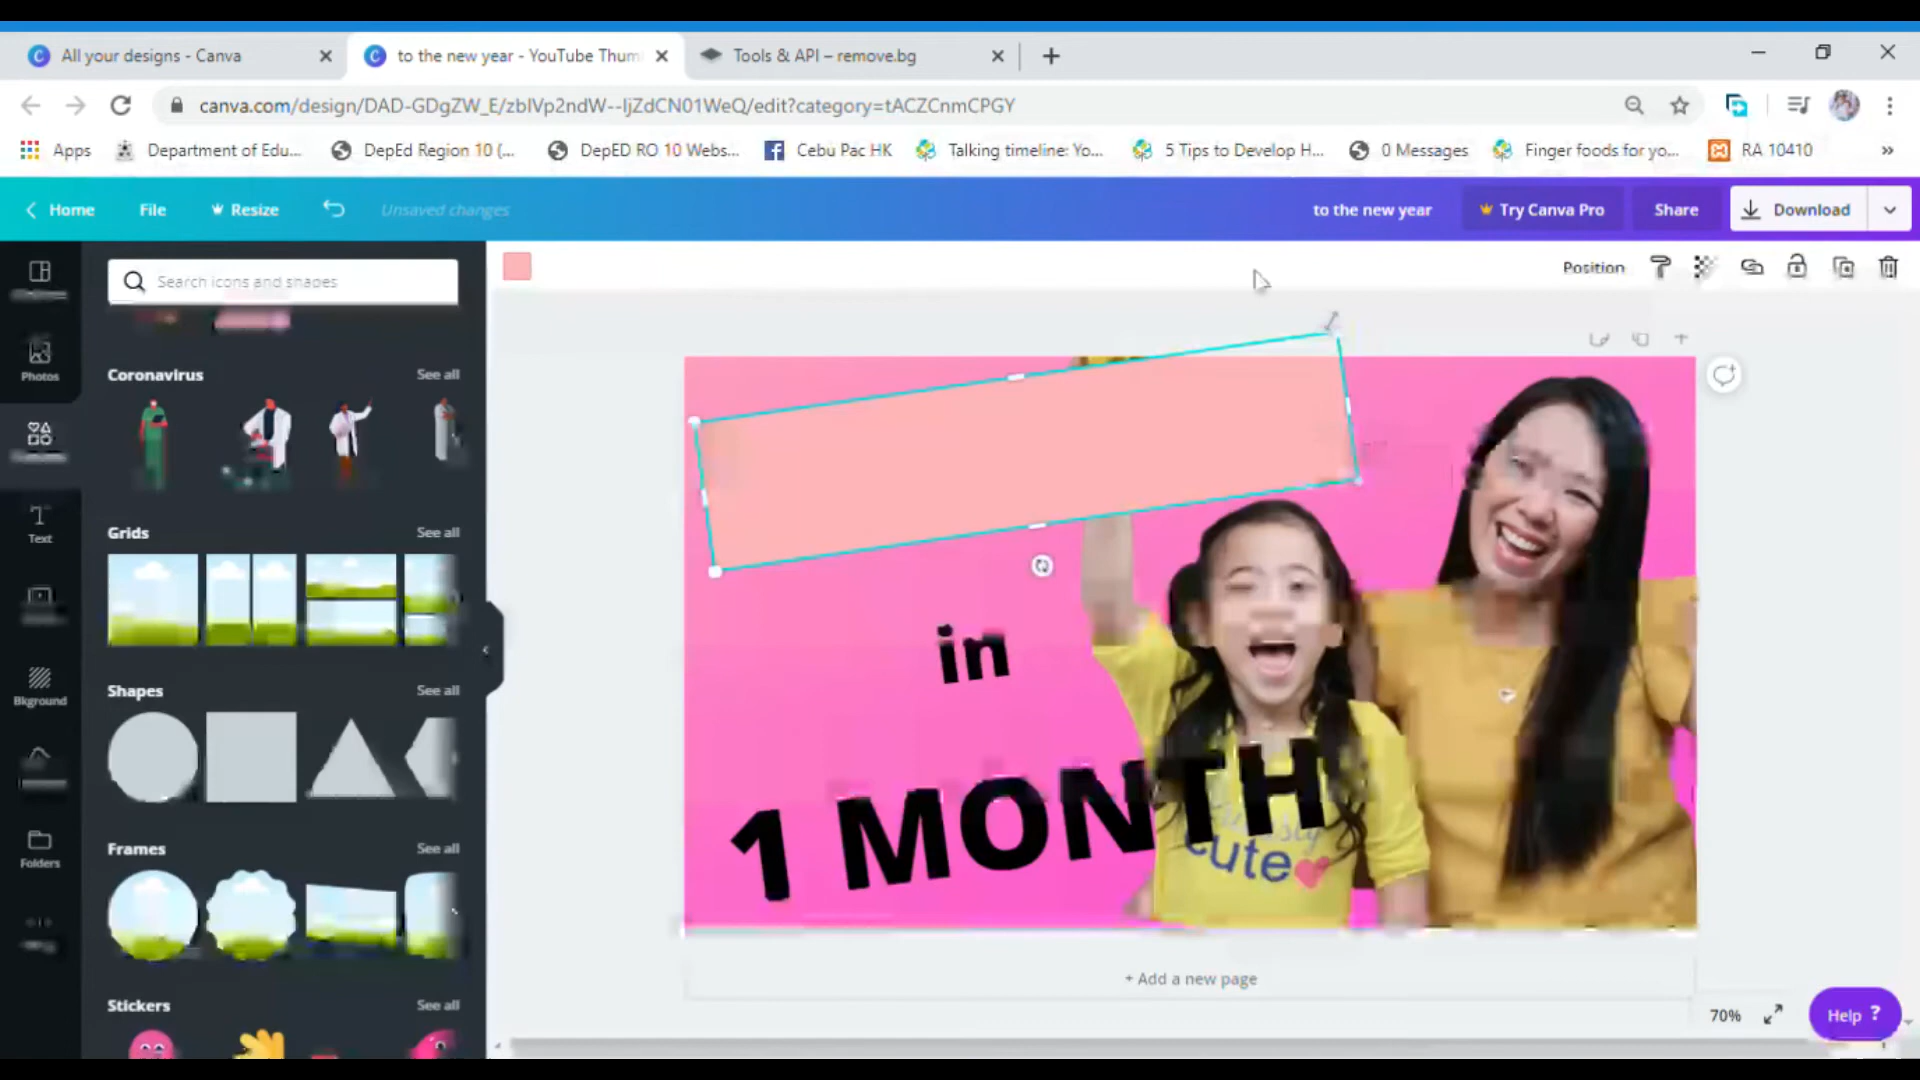 All your designs - Canva
to the new year - YouTube Thum
Tools & API – remove.bg
canva.com/design/DAD-GDgZW_E/zbIVp2ndW--IjZdCN01WeQ/edit?category=tACZCnmCPGY
Apps
Department of Edu...
DepEd Region 10 (...
DepED RO 10 Webs...
Cebu Pac HK
Talking timeline: Yo...
5 Tips to Develop H...
0 Messages
Finger foods for yo...
RA 10410
»
Home
File
Resize
Unsaved changes
to the new year
Try Canva Pro
Share
Download
Search icons and shapes
Position
Photos
Text
Bkground
Folders
Coronavirus
See all
Grids
See all
Shapes
See all
Frames
See all
Stickers
See all
in
1 MONTH
cute
+ Add a new page
70%
Help ?